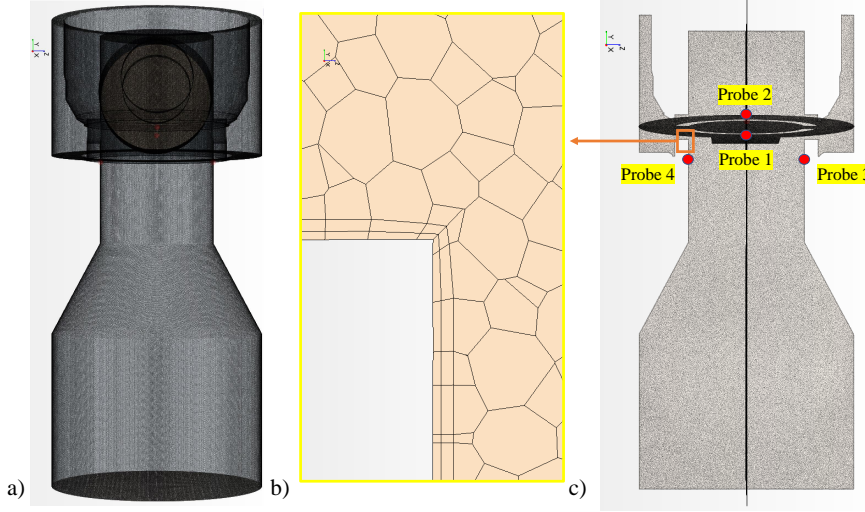 Y
X Z
Y
X Z
Y
X Z
Probe 2
Probe 1
Probe 4
Probe 3
a)
b)
c)